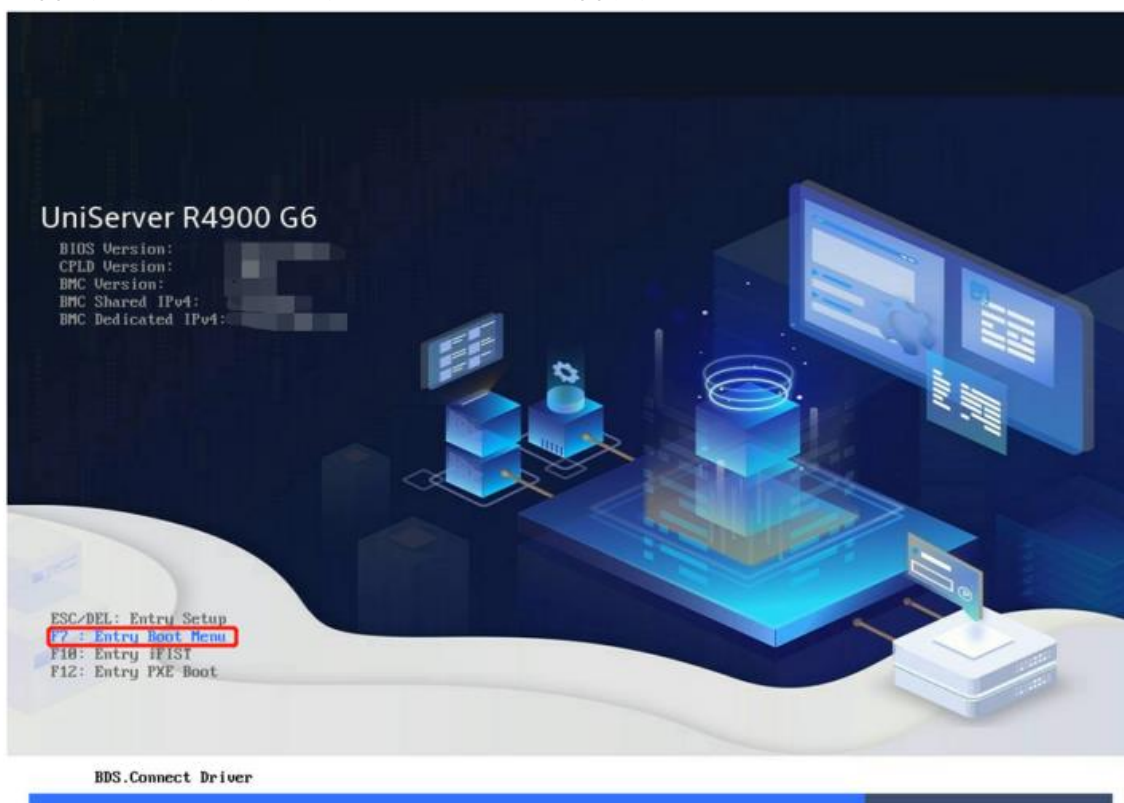 UniServer R4900 G6
BIOS Version:
CPLD Version:
BMC Version:
BMC Shared IPv4:
BMC Dedicated IPv4:
ESC/DEL: Entry Setup
F7 : Entry Boot Menu
F10: Entry iFIST
F12: Entry PXE Boot
BDS.Connect Driver